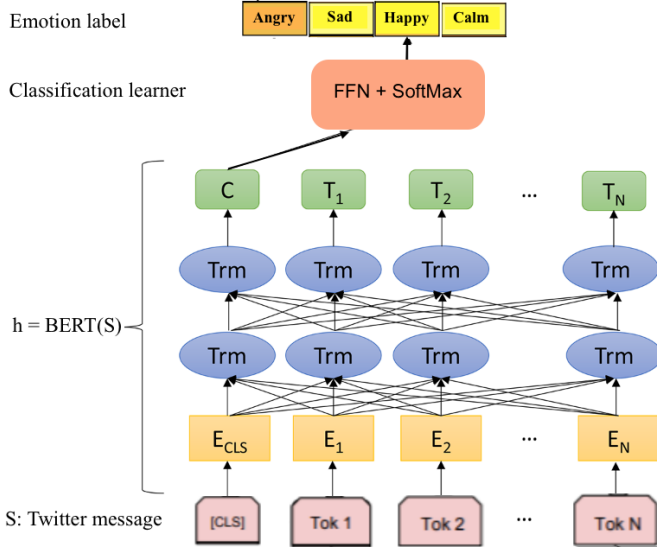 Emotion label
Angry Sad Happy Calm
Classification learner
FFN + SoftMax
C T1 T2 ... TN
Trm Trm Trm Trm
h = BERT(S)
Trm Trm Trm Trm
ECLS E1 E2 ... EN
S: Twitter message
[CLS] Tok 1 Tok 2 ... Tok N